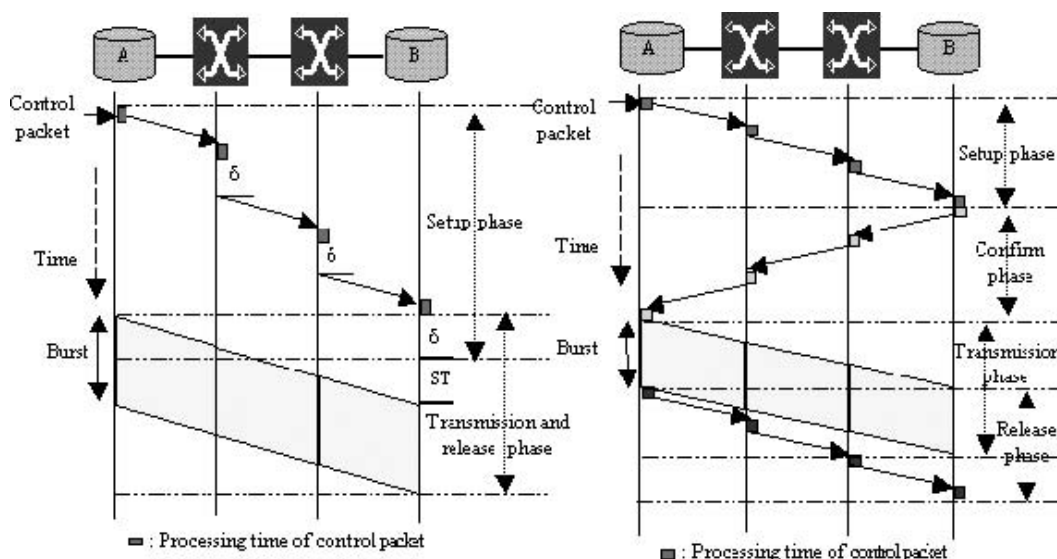 A
B
Control
packet
δ
Setup phase
δ
Time
δ
Burst
ST
Transmission and
release phase
: Processing time of control packet
A
B
Control
packet
Setup phase
Time
Confirm
phase
Burst
Transmission
phase
Release
phase
: Processing time of control packet